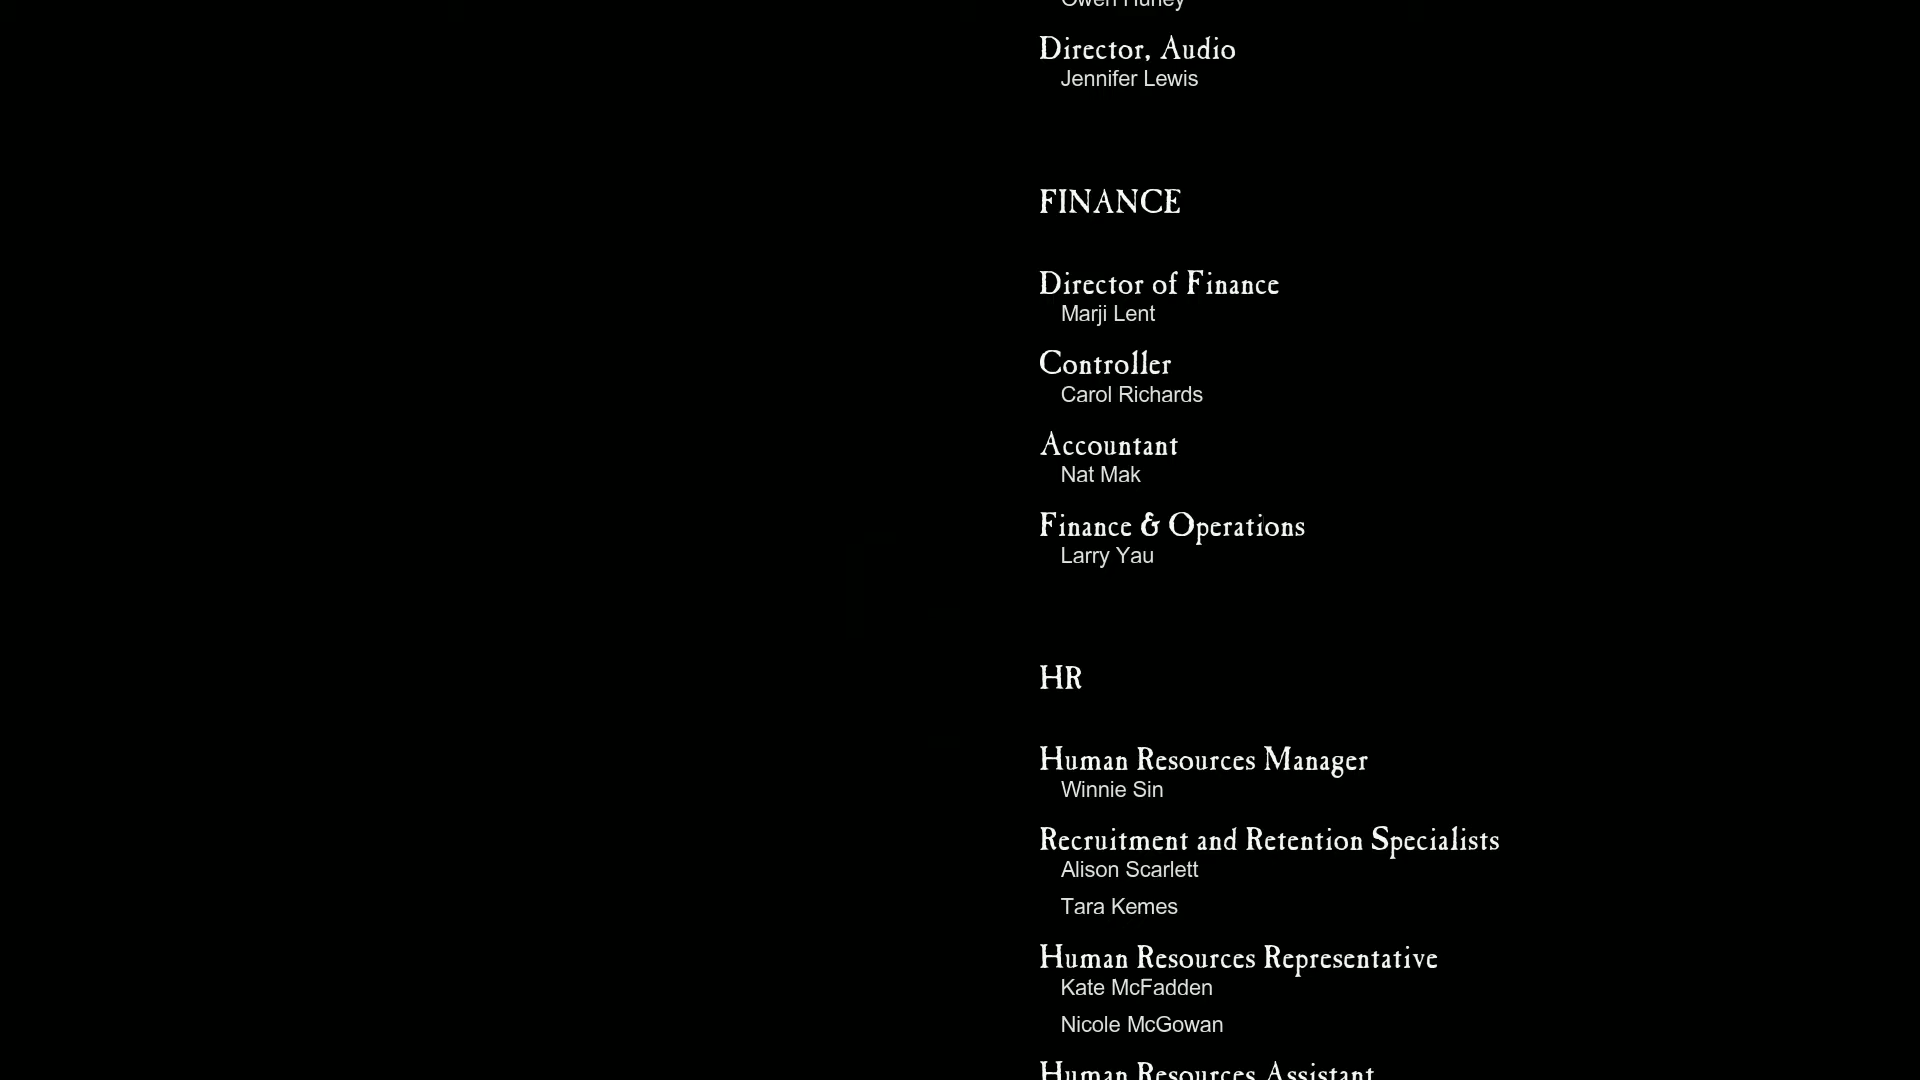 Owen Hurley
Director, Audio
Jennifer Lewis
FINANCE
Director of Finance
Marji Lent
Controller
Carol Richards
Accountant
Nat Mak
Finance & Operations
Larry Yau
HR
Human Resources Manager
Winnie Sin
Recruitment and Retention Specialists
Alison Scarlett
Tara Kemes
Human Resources Representative
Kate McFadden
Nicole McGowan
Human Resources Assistant